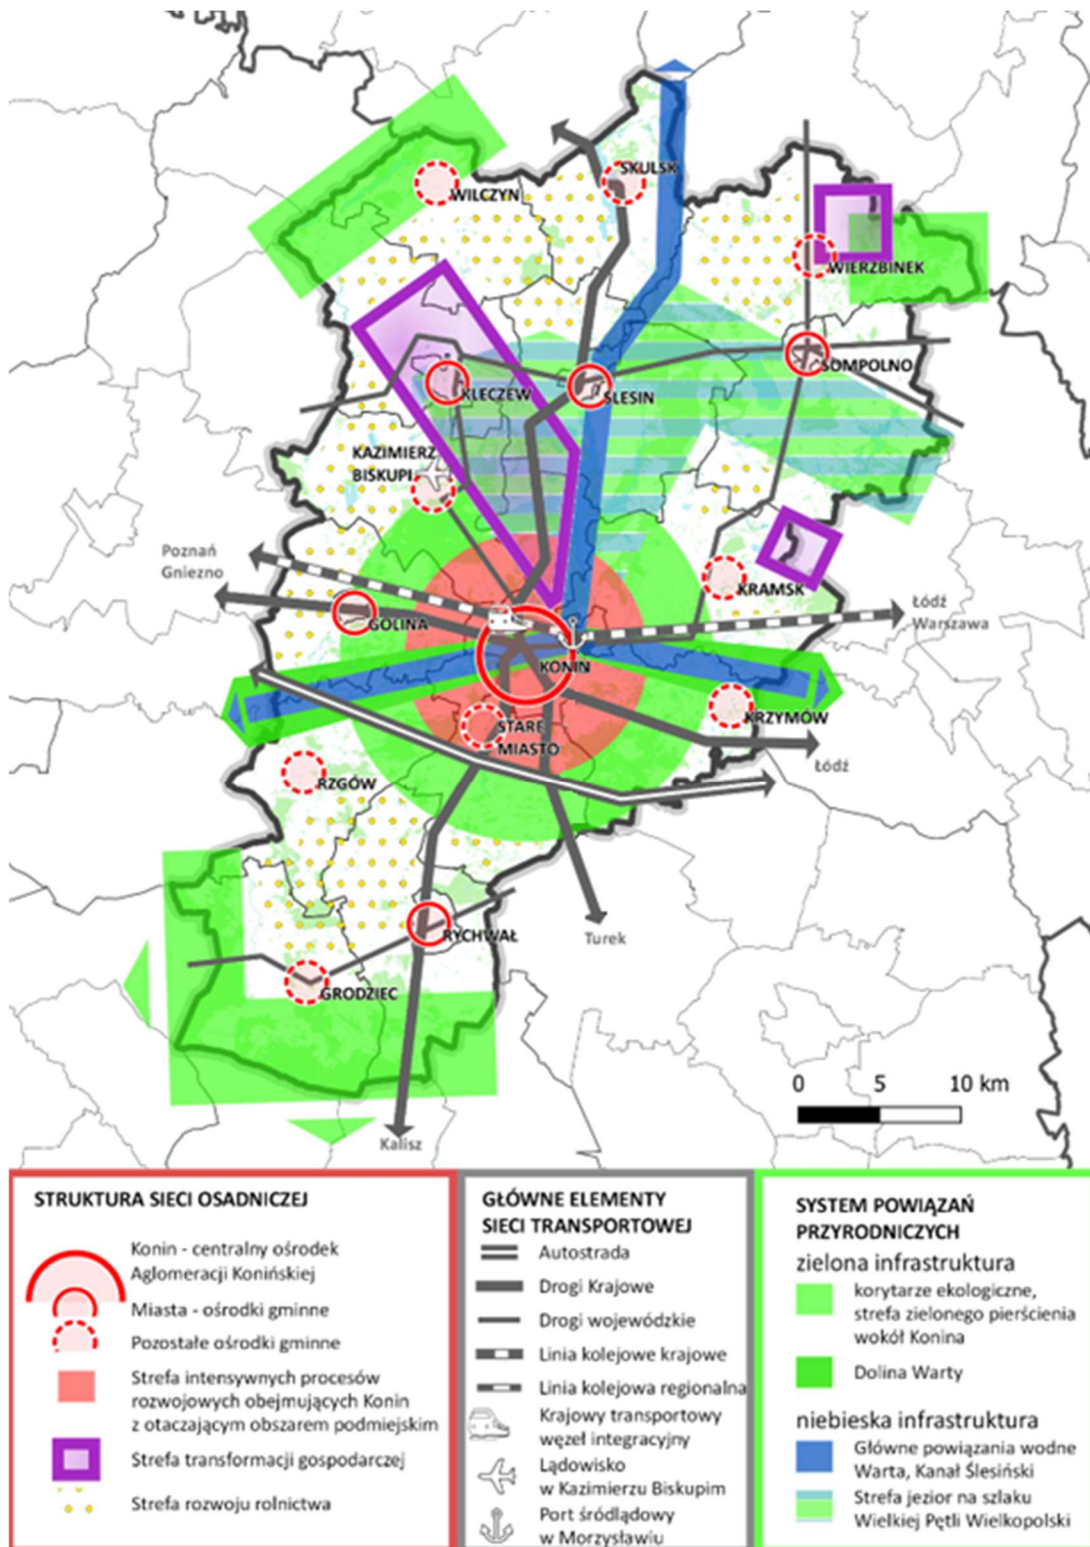 SKULSK
WILCZYN
WIERZBINEK
SOMPOLNO
KLECZEW
ŚLESIN
KAZIMIERZ
BISKUPI
Poznań
Gniezno
KRAMSK
Łódź
Warszawa
GOLINA
KONIN
KRZYMÓW
STARE
MIASTO
Łódź
RZGÓW
RYCHWAŁ
Turek
GRODZIEC
0 5 10 km
Kalisz
STRUKTURA SIECI OSADNICZEJ
Konin - centralny ośrodek
Aglomeracji Konińskiej
Miasta - ośrodki gminne
Pozostałe ośrodki gminne
Strefa intensywnych procesów
rozwojowych obejmujących Konin
z otaczającym obszarem podmiejskim
Strefa transformacji gospodarczej
Strefa rozwoju rolnictwa
GŁÓWNE ELEMENTY
SIECI TRANSPORTOWEJ
Autostrada
Drogi Krajowe
Drogi wojewódzkie
Linia kolejowe krajowe
Linia kolejowa regionalna
Krajowy transportowy
węzeł integracyjny
Lądowisko
w Kazimierzu Biskupim
Port śródlądowy
w Morzysławiu
SYSTEM POWIĄZAŃ
PRZYRODNICZYCH
zielona infrastruktura
korytarze ekologiczne,
strefa zielonego pierścienia
wokół Konina
Dolina Warty
niebieska infrastruktura
Główne powiązania wodne
Warta, Kanał Ślesiński
Strefa jezior na szlaku
Wielkiej Pętli Wielkopolski